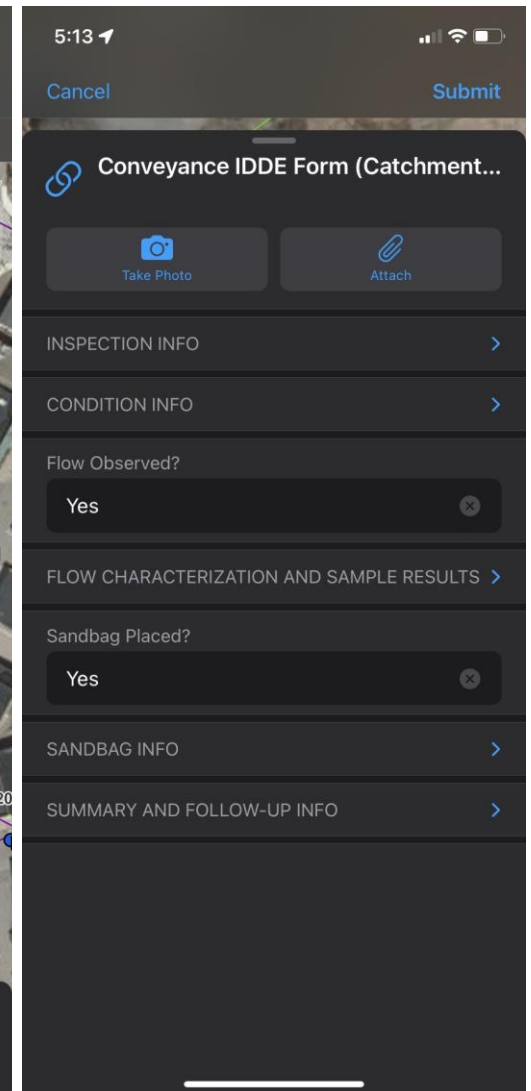 5:13
Cancel
Submit
Conveyance IDDE Form (Catchment...
Take Photo
Attach
INSPECTION INFO
CONDITION INFO
Flow Observed?
Yes
FLOW CHARACTERIZATION AND SAMPLE RESULTS
Sandbag Placed?
Yes
SANDBAG INFO
SUMMARY AND FOLLOW-UP INFO
20